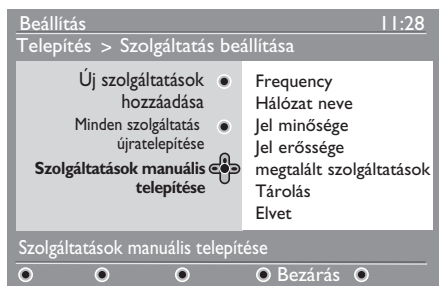 Beállítás 11:28
Telepítés > Szolgáltatás beállítása
Új szolgáltatások
hozzáadása
Minden szolgáltatás
újratelepítése
Szolgáltatások manuális
telepítése
Frequency
Hálózat neve
Jel minősége
Jel erőssége
megtalált szolgáltatások
Tárolás
Elvet
Szolgáltatások manuális telepítése
Bezárás